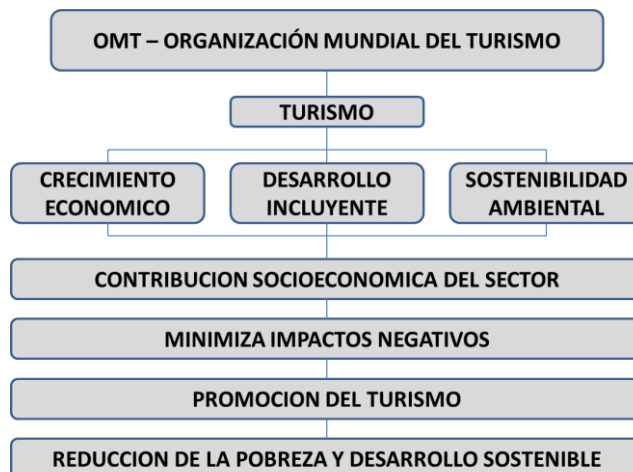 OMT – ORGANIZACIÓN MUNDIAL DEL TURISMO
TURISMO
CRECIMIENTO
ECONOMICO
DESARROLLO
INCLUYENTE
SOSTENIBILIDAD
AMBIENTAL
CONTRIBUCION SOCIOECONOMICA DEL SECTOR
MINIMIZA IMPACTOS NEGATIVOS
PROMOCION DEL TURISMO
REDUCCION DE LA POBREZA Y DESARROLLO SOSTENIBLE